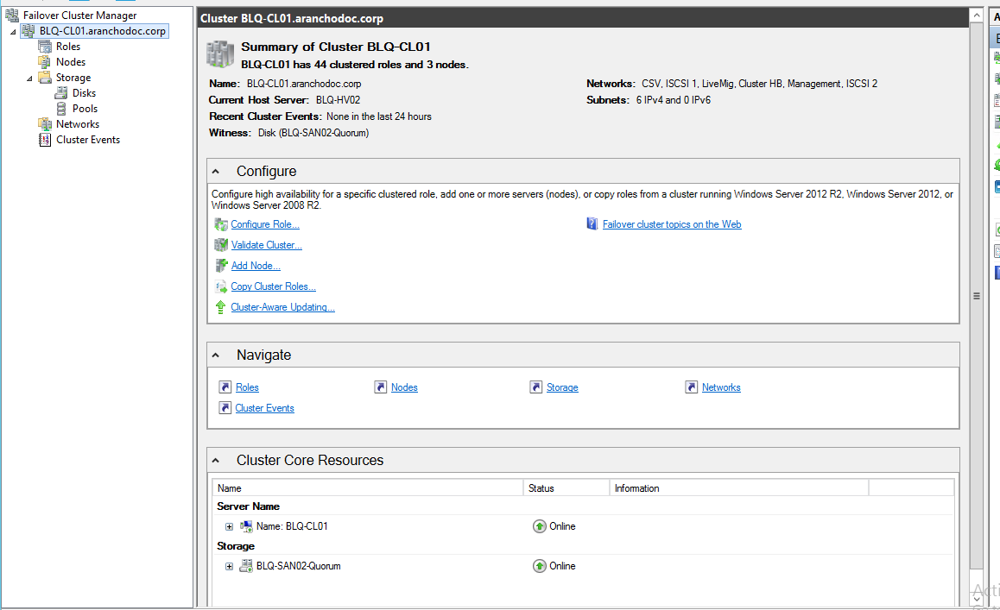 Failover Cluster Manager
BLQ-CL01.aranchodoc.corp
Roles
Nodes
Storage
Disks
Pools
Networks
Cluster Events
Cluster BLQ-CL01.aranchodoc.corp
Summary of Cluster BLQ-CL01
BLQ-CL01 has 44 clustered roles and 3 nodes.
Name: BLQ-CL01.aranchodoc.corp
Networks: CSV, ISCSI 1, LiveMig, Cluster HB, Management, ISCSI 2
Current Host Server: BLQ-HV02
Subnets: 6 IPv4 and 0 IPv6
Recent Cluster Events: None in the last 24 hours
Witness: Disk (BLQ-SAN02-Quorum)
Configure
Configure high availability for a specific clustered role, add one or more servers (nodes), or copy roles from a cluster running Windows Server 2012 R2, Windows Server 2012, or
Windows Server 2008 R2.
Configure Role...
Failover cluster topics on the Web
Validate Cluster...
Add Node...
Copy Cluster Roles...
Cluster-Aware Updating...
Navigate
Roles Nodes Storage Networks
Cluster Events
Cluster Core Resources
Name Status Information
Server Name
Name: BLQ-CL01 Online
Storage
BLQ-SAN02-Quorum Online